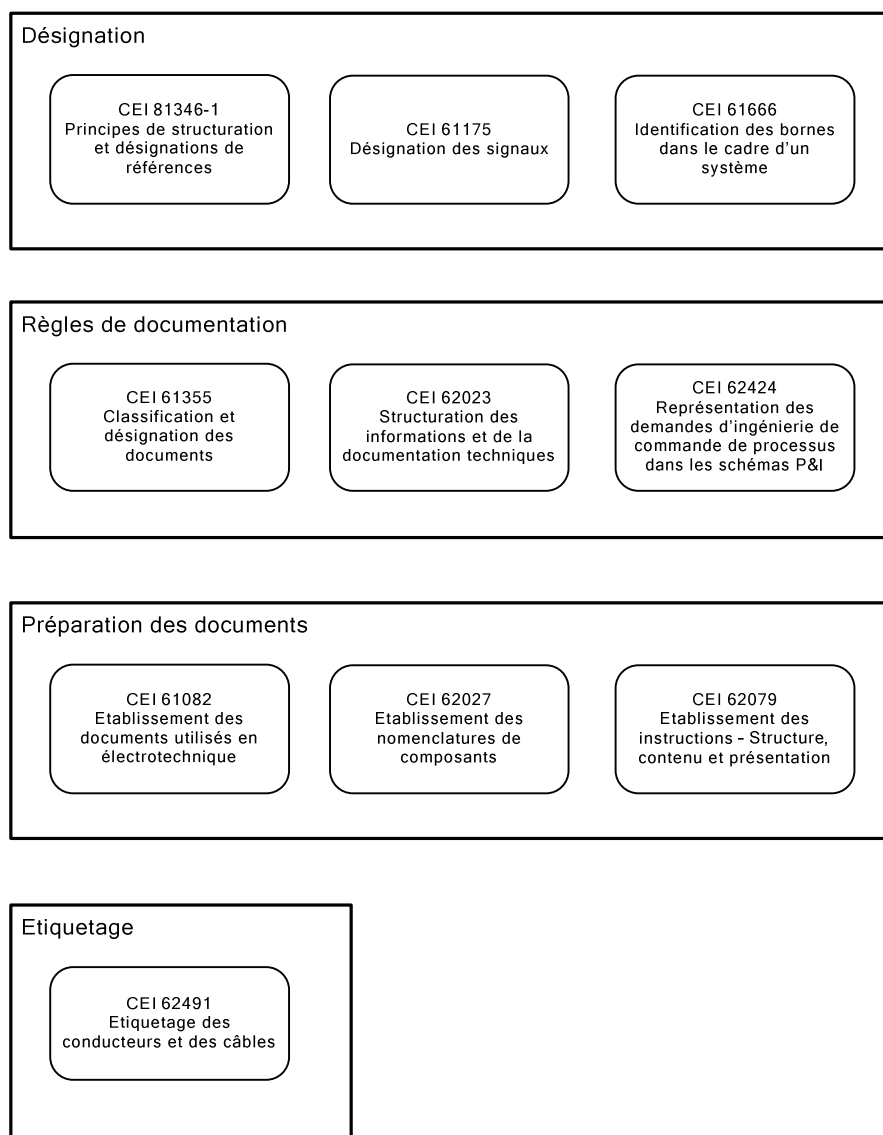 Désignation
CEI 81346-1
Principes de structuration
et désignations de
références
CEI 61175
Désignation des signaux
CEI 61666
Identification des bornes
dans le cadre d'un
système
Règles de documentation
CEI 61355
Classification et
désignation des
documents
CEI 62023
Structuration des
informations et de la
documentation techniques
CEI 62424
Représentation des
demandes d'ingénierie de
commande de processus
dans les schémas P&I
Préparation des documents
CEI 61082
Etablissement des
documents utilisés en
électrotechnique
CEI 62027
Etablissement des
nomenclatures de
composants
CEI 62079
Etablissement des
instructions – Structure,
contenu et présentation
Etiquetage
CEI 62491
Etiquetage des
conducteurs et des câbles